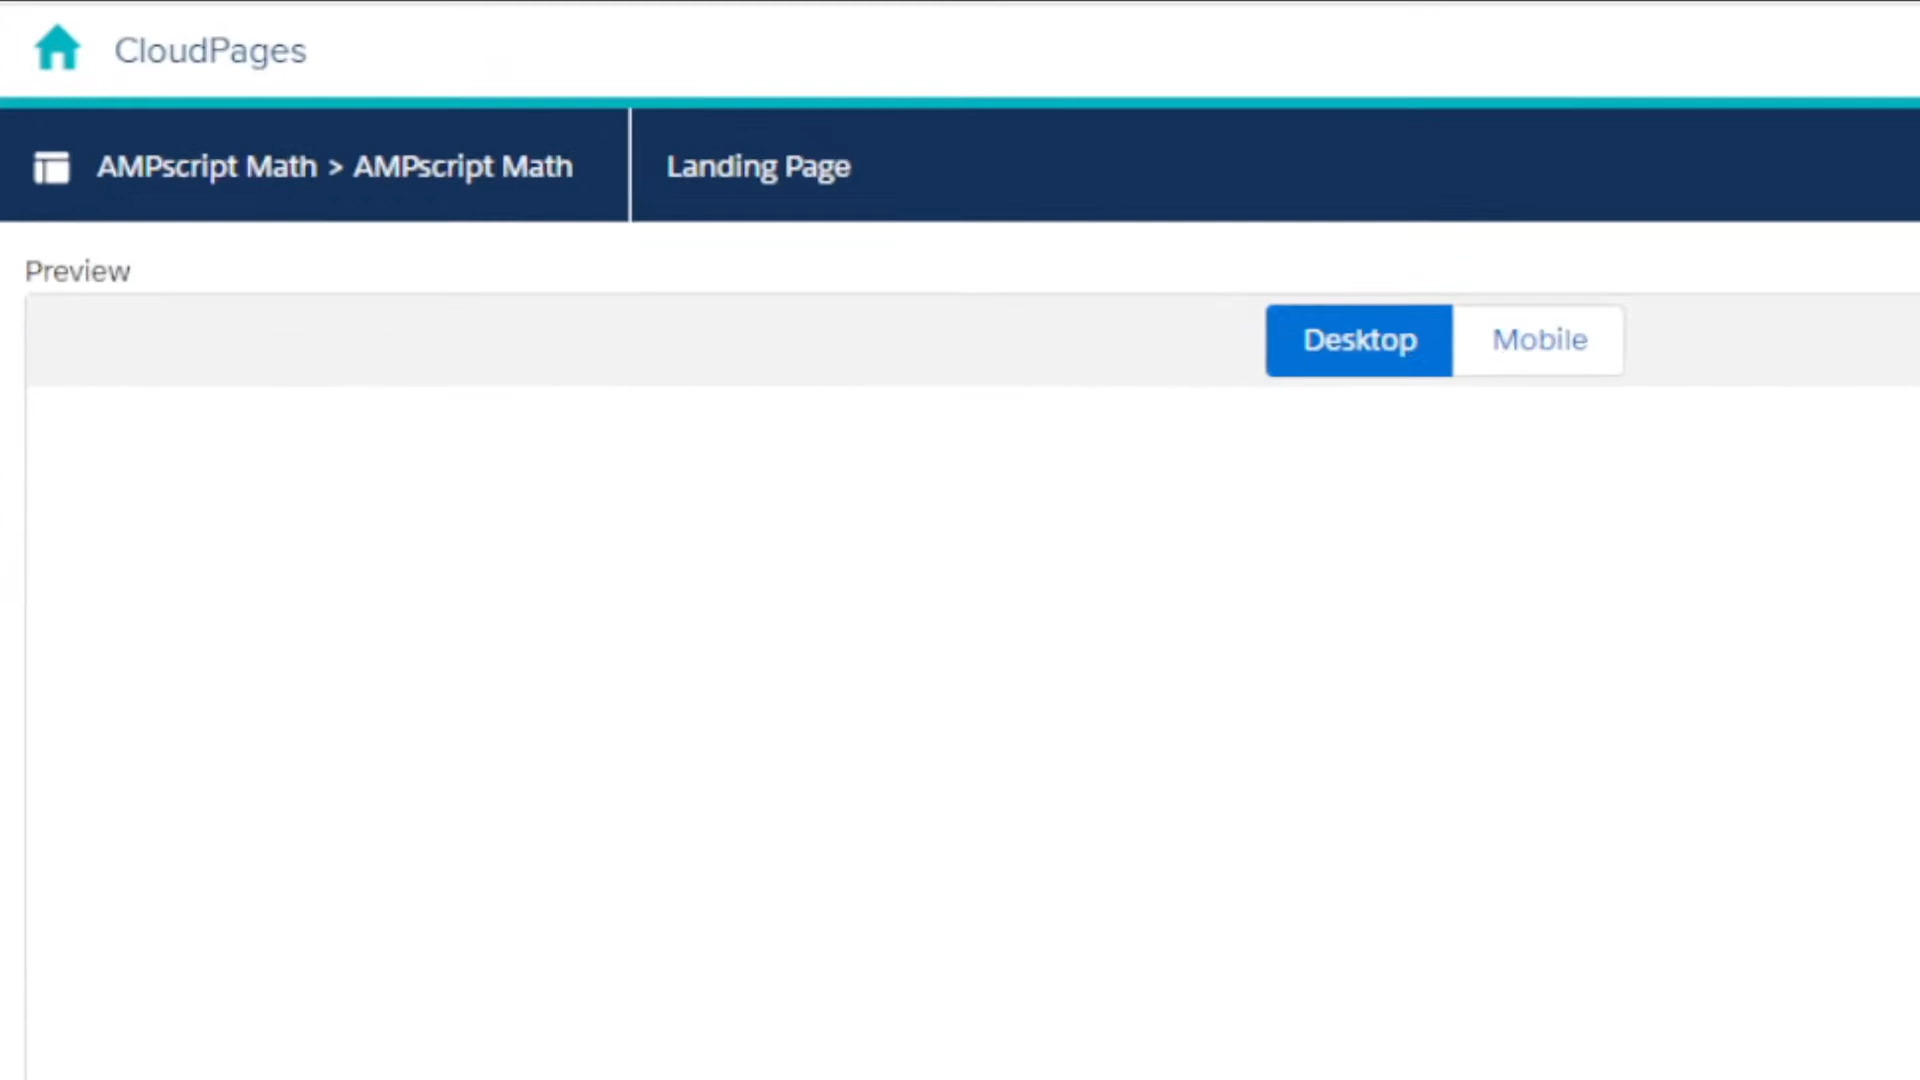 CloudPages
AMPscript Math > AMPscript Math
Landing Page
Preview
Desktop
Mobile